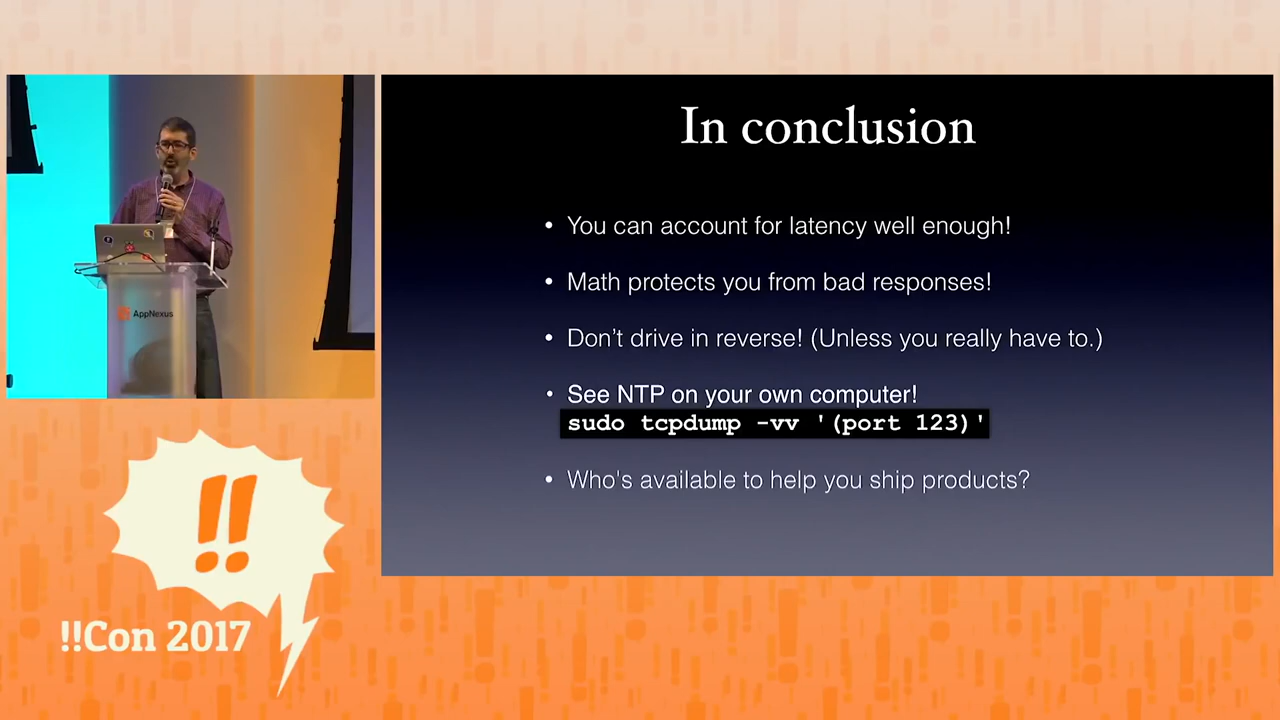 In conclusion
• You can account for latency well enough!
• Math protects you from bad responses!
• Don’t drive in reverse! (Unless you really have to.)
• See NTP on your own computer!
sudo tcpdump -vv '(port 123)'
• Who's available to help you ship products?
AppNexus
!!
!!Con 2017